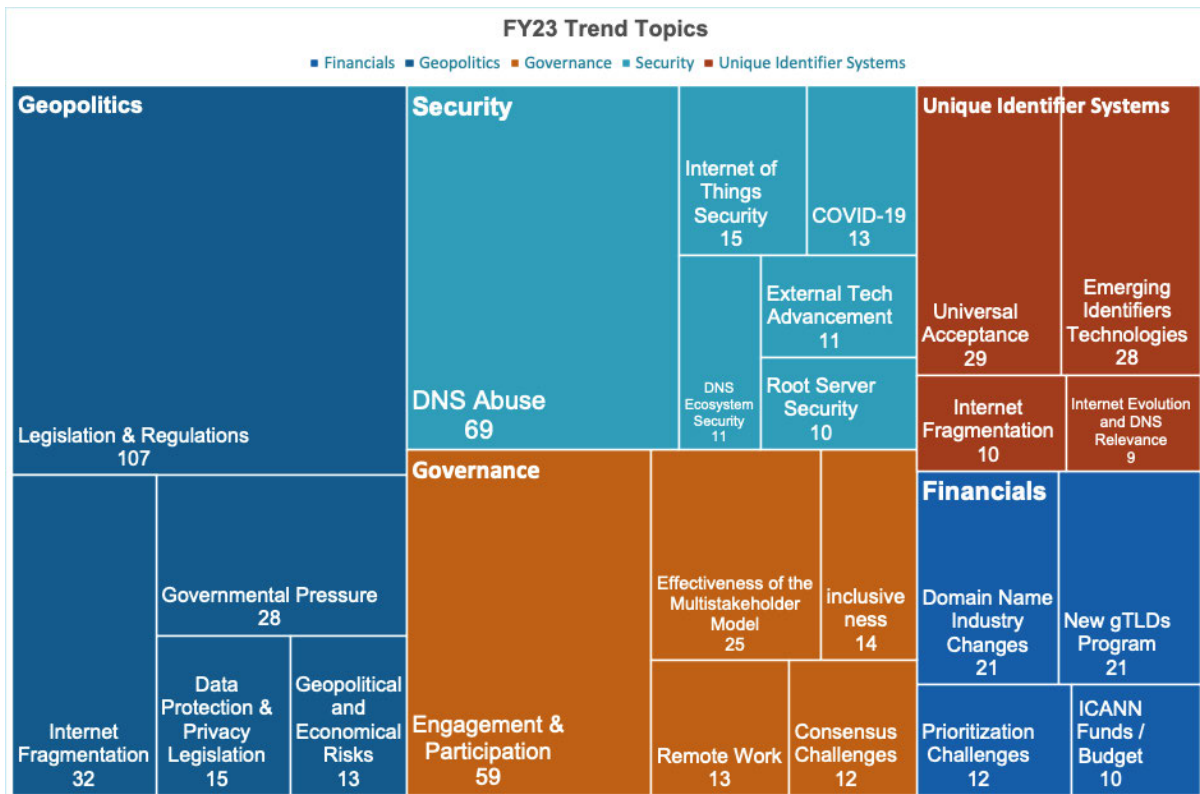 FY23 Trend Topics
Financials Geopolitics Governance Security Unique Identifier Systems
Geopolitics
Legislation & Regulations
107
Internet
Fragmentation
32
Governmental Pressure
28
Data
Protection &
Privacy
Legislation
15
Geopolitical
and
Economical
Risks
13
Security
DNS Abuse
69
Internet of
Things
Security
15
COVID-19
13
DNS
Ecosystem
Security
11
External Tech
Advancement
11
Root Server
Security
10
Governance
Engagement &
Participation
59
Effectiveness of the
Multistakeholder
Model
25
inclusive
ness
14
Remote Work
13
Consensus
Challenges
12
Unique Identifier Systems
Universal
Acceptance
29
Emerging
Identifiers
Technologies
28
Internet
Fragmentation
10
Internet Evolution
and DNS
Relevance
9
Financials
Domain Name
Industry
Changes
21
New gTLDs
Program
21
Prioritization
Challenges
12
ICANN
Funds /
Budget
10